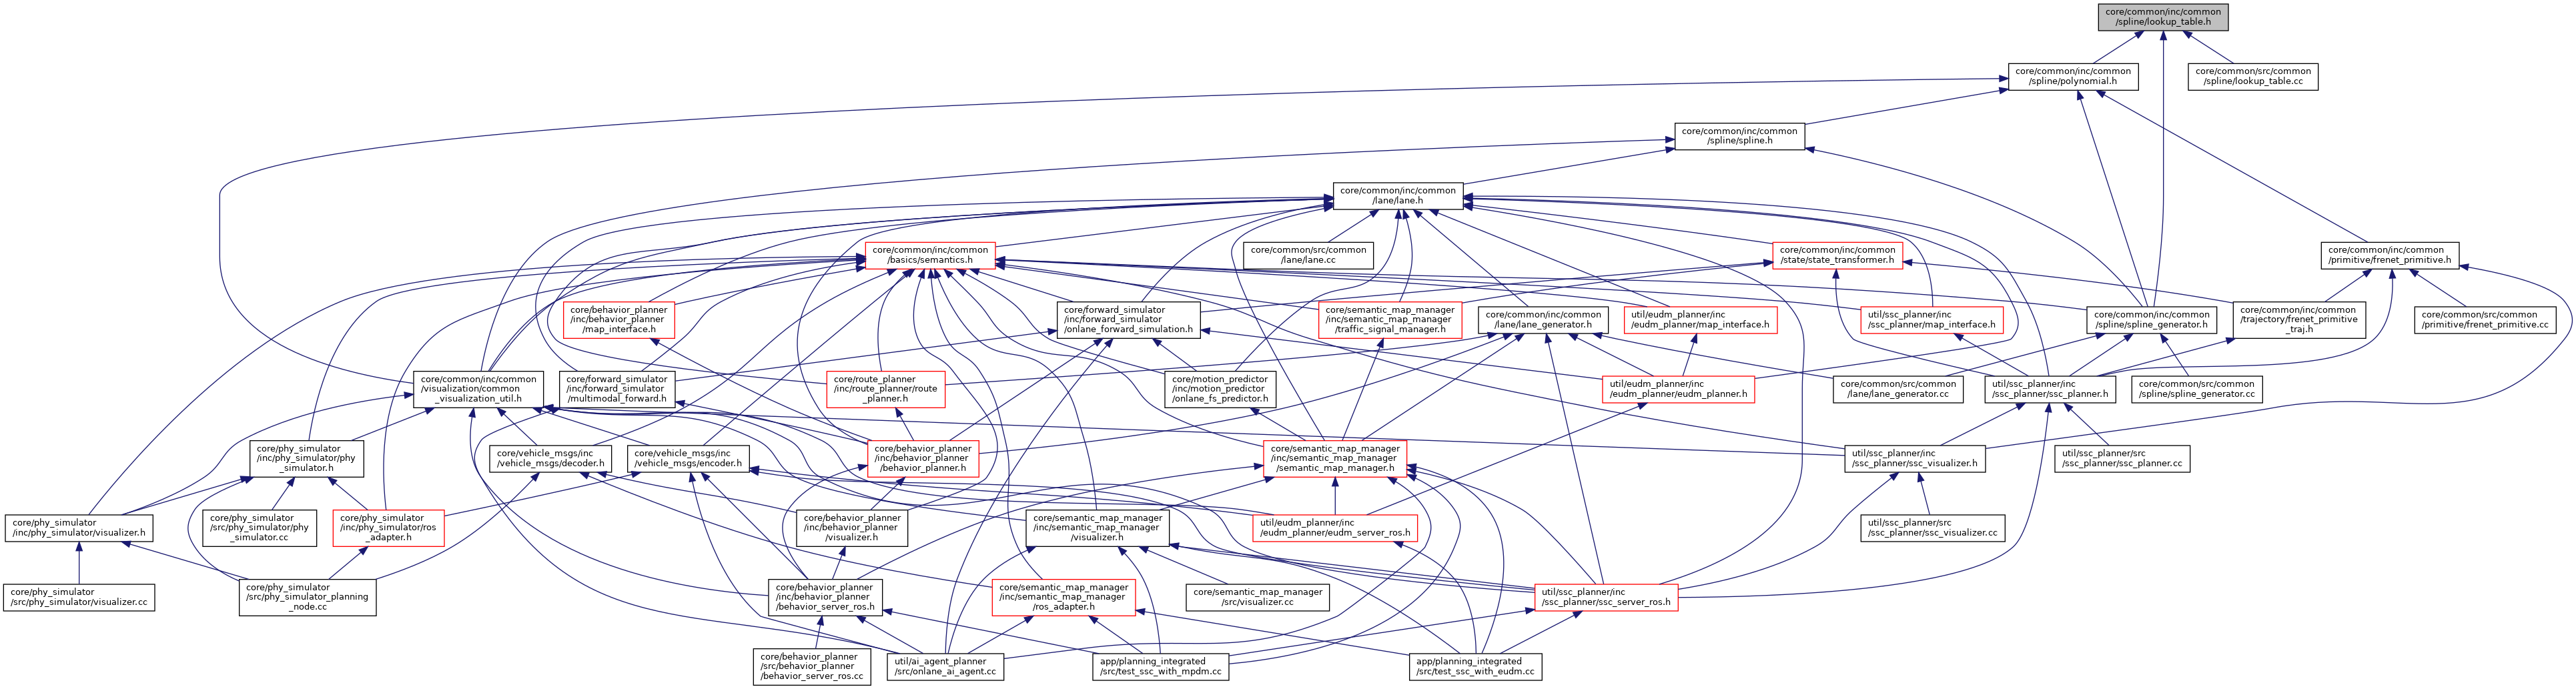 core/common/inc/common
/spline/lookup_table.h
core/common/inc/common
/spline/polynomial.h
core/common/src/common
/spline/lookup_table.cc
core/common/inc/common
/spline/spline.h
core/common/inc/common
/lane/lane.h
core/common/inc/common
/basics/semantics.h
core/common/src/common
/lane/lane.cc
core/common/inc/common
/state/state_transformer.h
core/common/inc/common
/primitive/frenet_primitive.h
core/behavior_planner
/inc/behavior_planner
/map_interface.h
core/forward_simulator
/inc/forward_simulator
/onlane_forward_simulation.h
core/semantic_map_manager
/inc/semantic_map_manager
/traffic_signal_manager.h
core/common/inc/common
/lane/lane_generator.h
util/eudm_planner/inc
/eudm_planner/map_interface.h
util/ssc_planner/inc
/ssc_planner/map_interface.h
core/common/inc/common
/spline/spline_generator.h
core/common/inc/common
/trajectory/frenet_primitive
_traj.h
core/common/src/common
/primitive/frenet_primitive.cc
core/common/inc/common
/visualization/common
_visualization_util.h
core/forward_simulator
/inc/forward_simulator
/multimodal_forward.h
core/route_planner
/inc/route_planner/route
_planner.h
core/motion_predictor
/inc/motion_predictor
/onlane_fs_predictor.h
util/eudm_planner/inc
/eudm_planner/eudm_planner.h
core/common/src/common
/lane/lane_generator.cc
util/ssc_planner/inc
/ssc_planner/ssc_planner.h
core/common/src/common
/spline/spline_generator.cc
core/phy_simulator
/inc/phy_simulator/phy
_simulator.h
core/vehicle_msgs/inc
/vehicle_msgs/decoder.h
core/vehicle_msgs/inc
/vehicle_msgs/encoder.h
core/behavior_planner
/inc/behavior_planner
/behavior_planner.h
core/semantic_map_manager
/inc/semantic_map_manager
/semantic_map_manager.h
util/ssc_planner/inc
/ssc_planner/ssc_visualizer.h
util/ssc_planner/src
/ssc_planner/ssc_planner.cc
core/phy_simulator
/inc/phy_simulator/visualizer.h
core/phy_simulator
/src/phy_simulator/phy
_simulator.cc
core/phy_simulator
/inc/phy_simulator/ros
_adapter.h
core/behavior_planner
/inc/behavior_planner
/visualizer.h
core/semantic_map_manager
/inc/semantic_map_manager
/visualizer.h
util/eudm_planner/inc
/eudm_planner/eudm_server_ros.h
util/ssc_planner/src
/ssc_planner/ssc_visualizer.cc
core/phy_simulator
/src/phy_simulator/visualizer.cc
core/phy_simulator
/src/phy_simulator_planning
_node.cc
core/behavior_planner
/inc/behavior_planner
/behavior_server_ros.h
core/semantic_map_manager
/inc/semantic_map_manager
/ros_adapter.h
core/semantic_map_manager
/src/visualizer.cc
util/ssc_planner/inc
/ssc_planner/ssc_server_ros.h
core/behavior_planner
/src/behavior_planner
/behavior_server_ros.cc
util/ai_agent_planner
/src/onlane_ai_agent.cc
app/planning_integrated
/src/test_ssc_with_mpdm.cc
app/planning_integrated
/src/test_ssc_with_eudm.cc